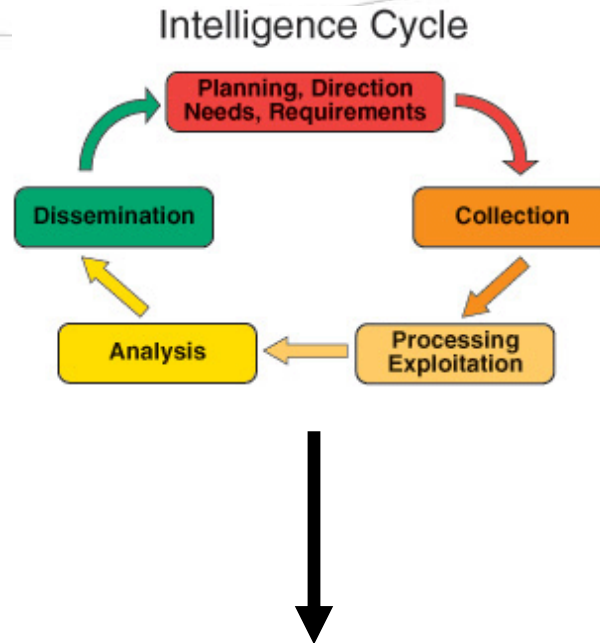 Intelligence Cycle
Planning, Direction
Needs, Requirements
Dissemination
Collection
Analysis
Processing
Exploitation